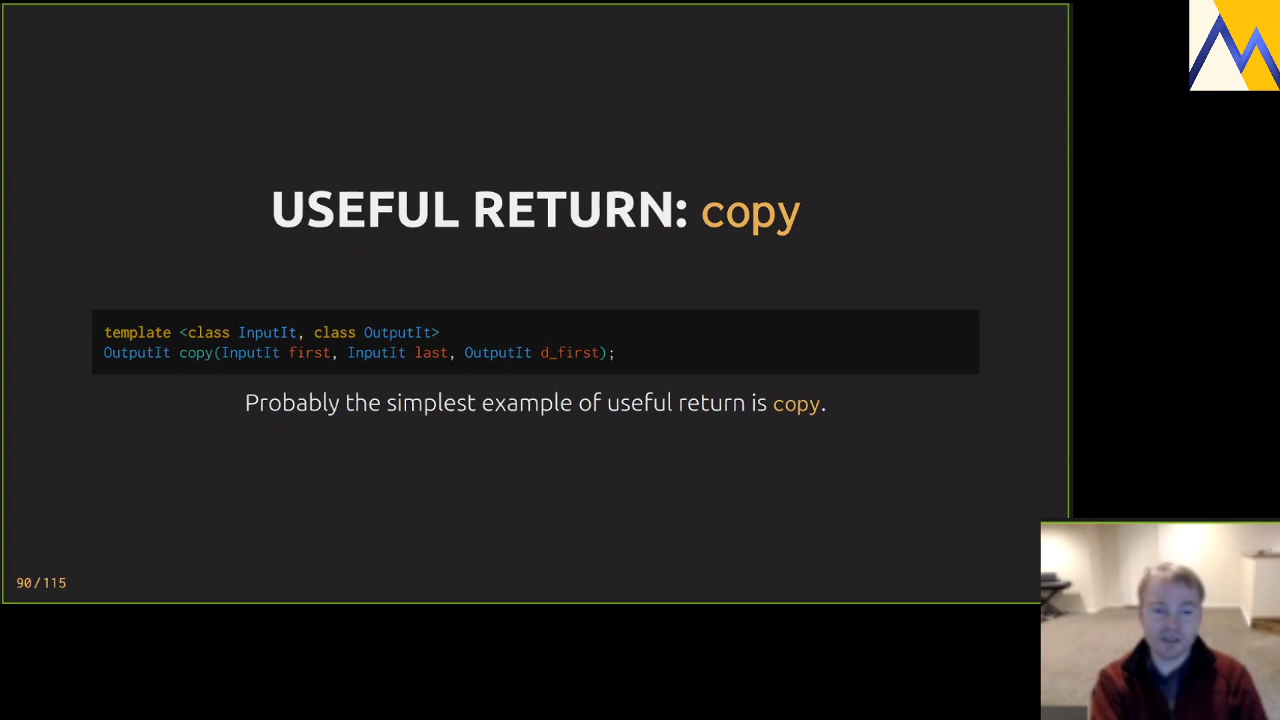 USEFUL RETURN: copy
template <class InputIt, class OutputIt>
OutputIt copy(InputIt first, InputIt last, OutputIt d_first);
Probably the simplest example of useful return is copy.
90/115